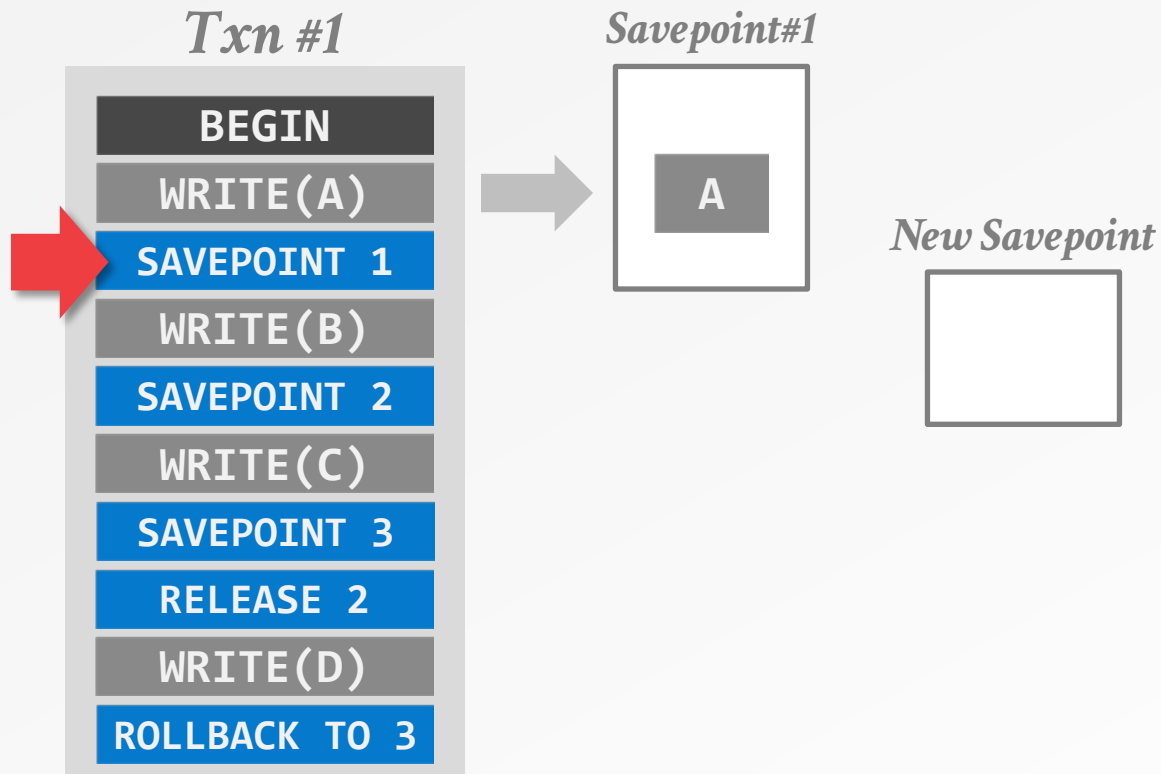 Txn #1
BEGIN
WRITE(A)
SAVEPOINT 1
WRITE(B)
SAVEPOINT 2
WRITE(C)
SAVEPOINT 3
RELEASE 2
WRITE(D)
ROLLBACK TO 3
Savepoint#1
A
New Savepoint